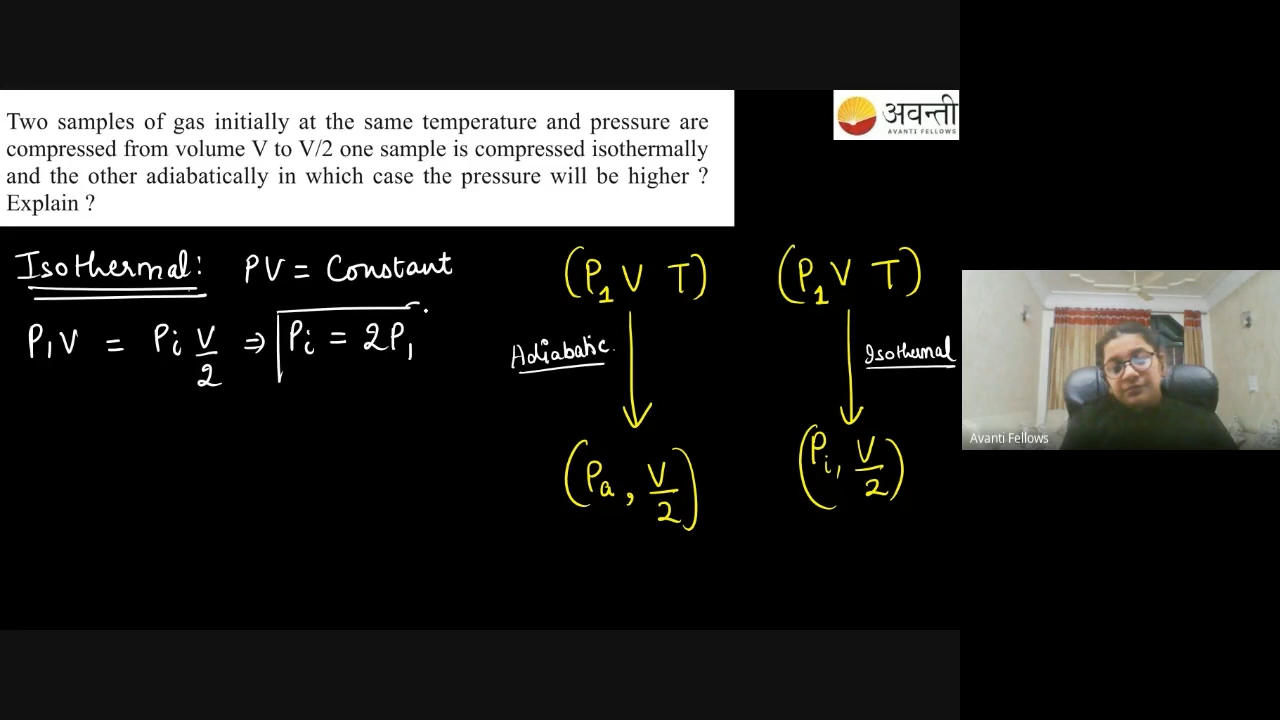 Two samples of gas initially at the same temperature and pressure are
compressed from volume V to V/2 one sample is compressed isothermally
and the other adiabatically in which case the pressure will be higher ?
Explain ?
अवन्ती
AVANTI FELLOWS
Isothermal: PV = Constant
P₁V = Pi V/2 ⇒ Pi = 2P₁
(P₁ V T)
Adiabatic
(Pa, V/2)
(P₁ V T)
Isothermal
(Pi, V/2)
Avanti Fellows